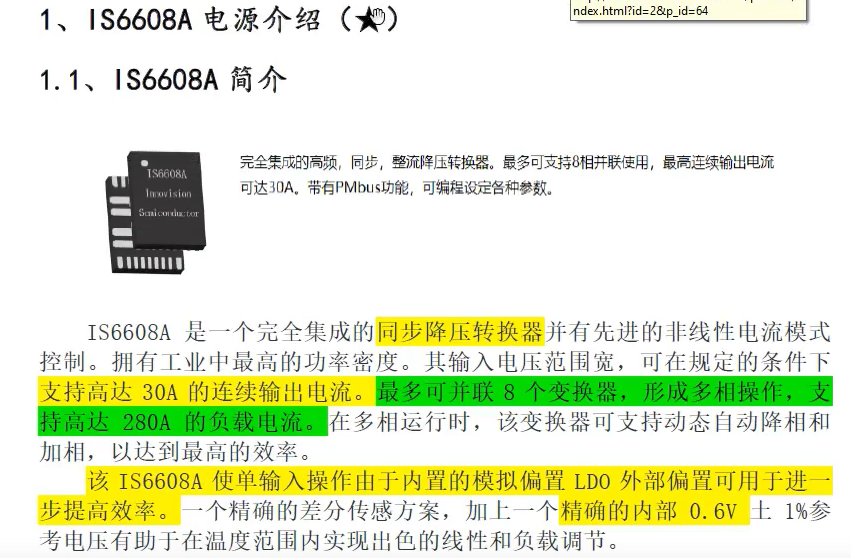 ndex.html?id=2&p_id=64
1、IS6608A 电源介绍（★）
1.1、IS6608A 简介
IS6608A
Innovision
Semiconductor
完全集成的高频，同步，整流降压转换器。最多可支持8相并联使用，最高连续输出电流
可达30A。带有PMbus功能，可编程设定各种参数。
IS6608A 是一个完全集成的同步降压转换器并有先进的非线性电流模式
控制。拥有工业中最高的功率密度。其输入电压范围宽，可在规定的条件下
支持高达 30A 的连续输出电流。最多可并联 8 个变换器，形成多相操作，支
持高达 280A 的负载电流。在多相运行时，该变换器可支持动态自动降相和
加相，以达到最高的效率。
该 IS6608A 使单输入操作由于内置的模拟偏置 LDO 外部偏置可用于进一
步提高效率。一个精确的差分传感方案，加上一个精确的内部 0.6V 土 1%参
考电压有助于在温度范围内实现出色的线性和负载调节。